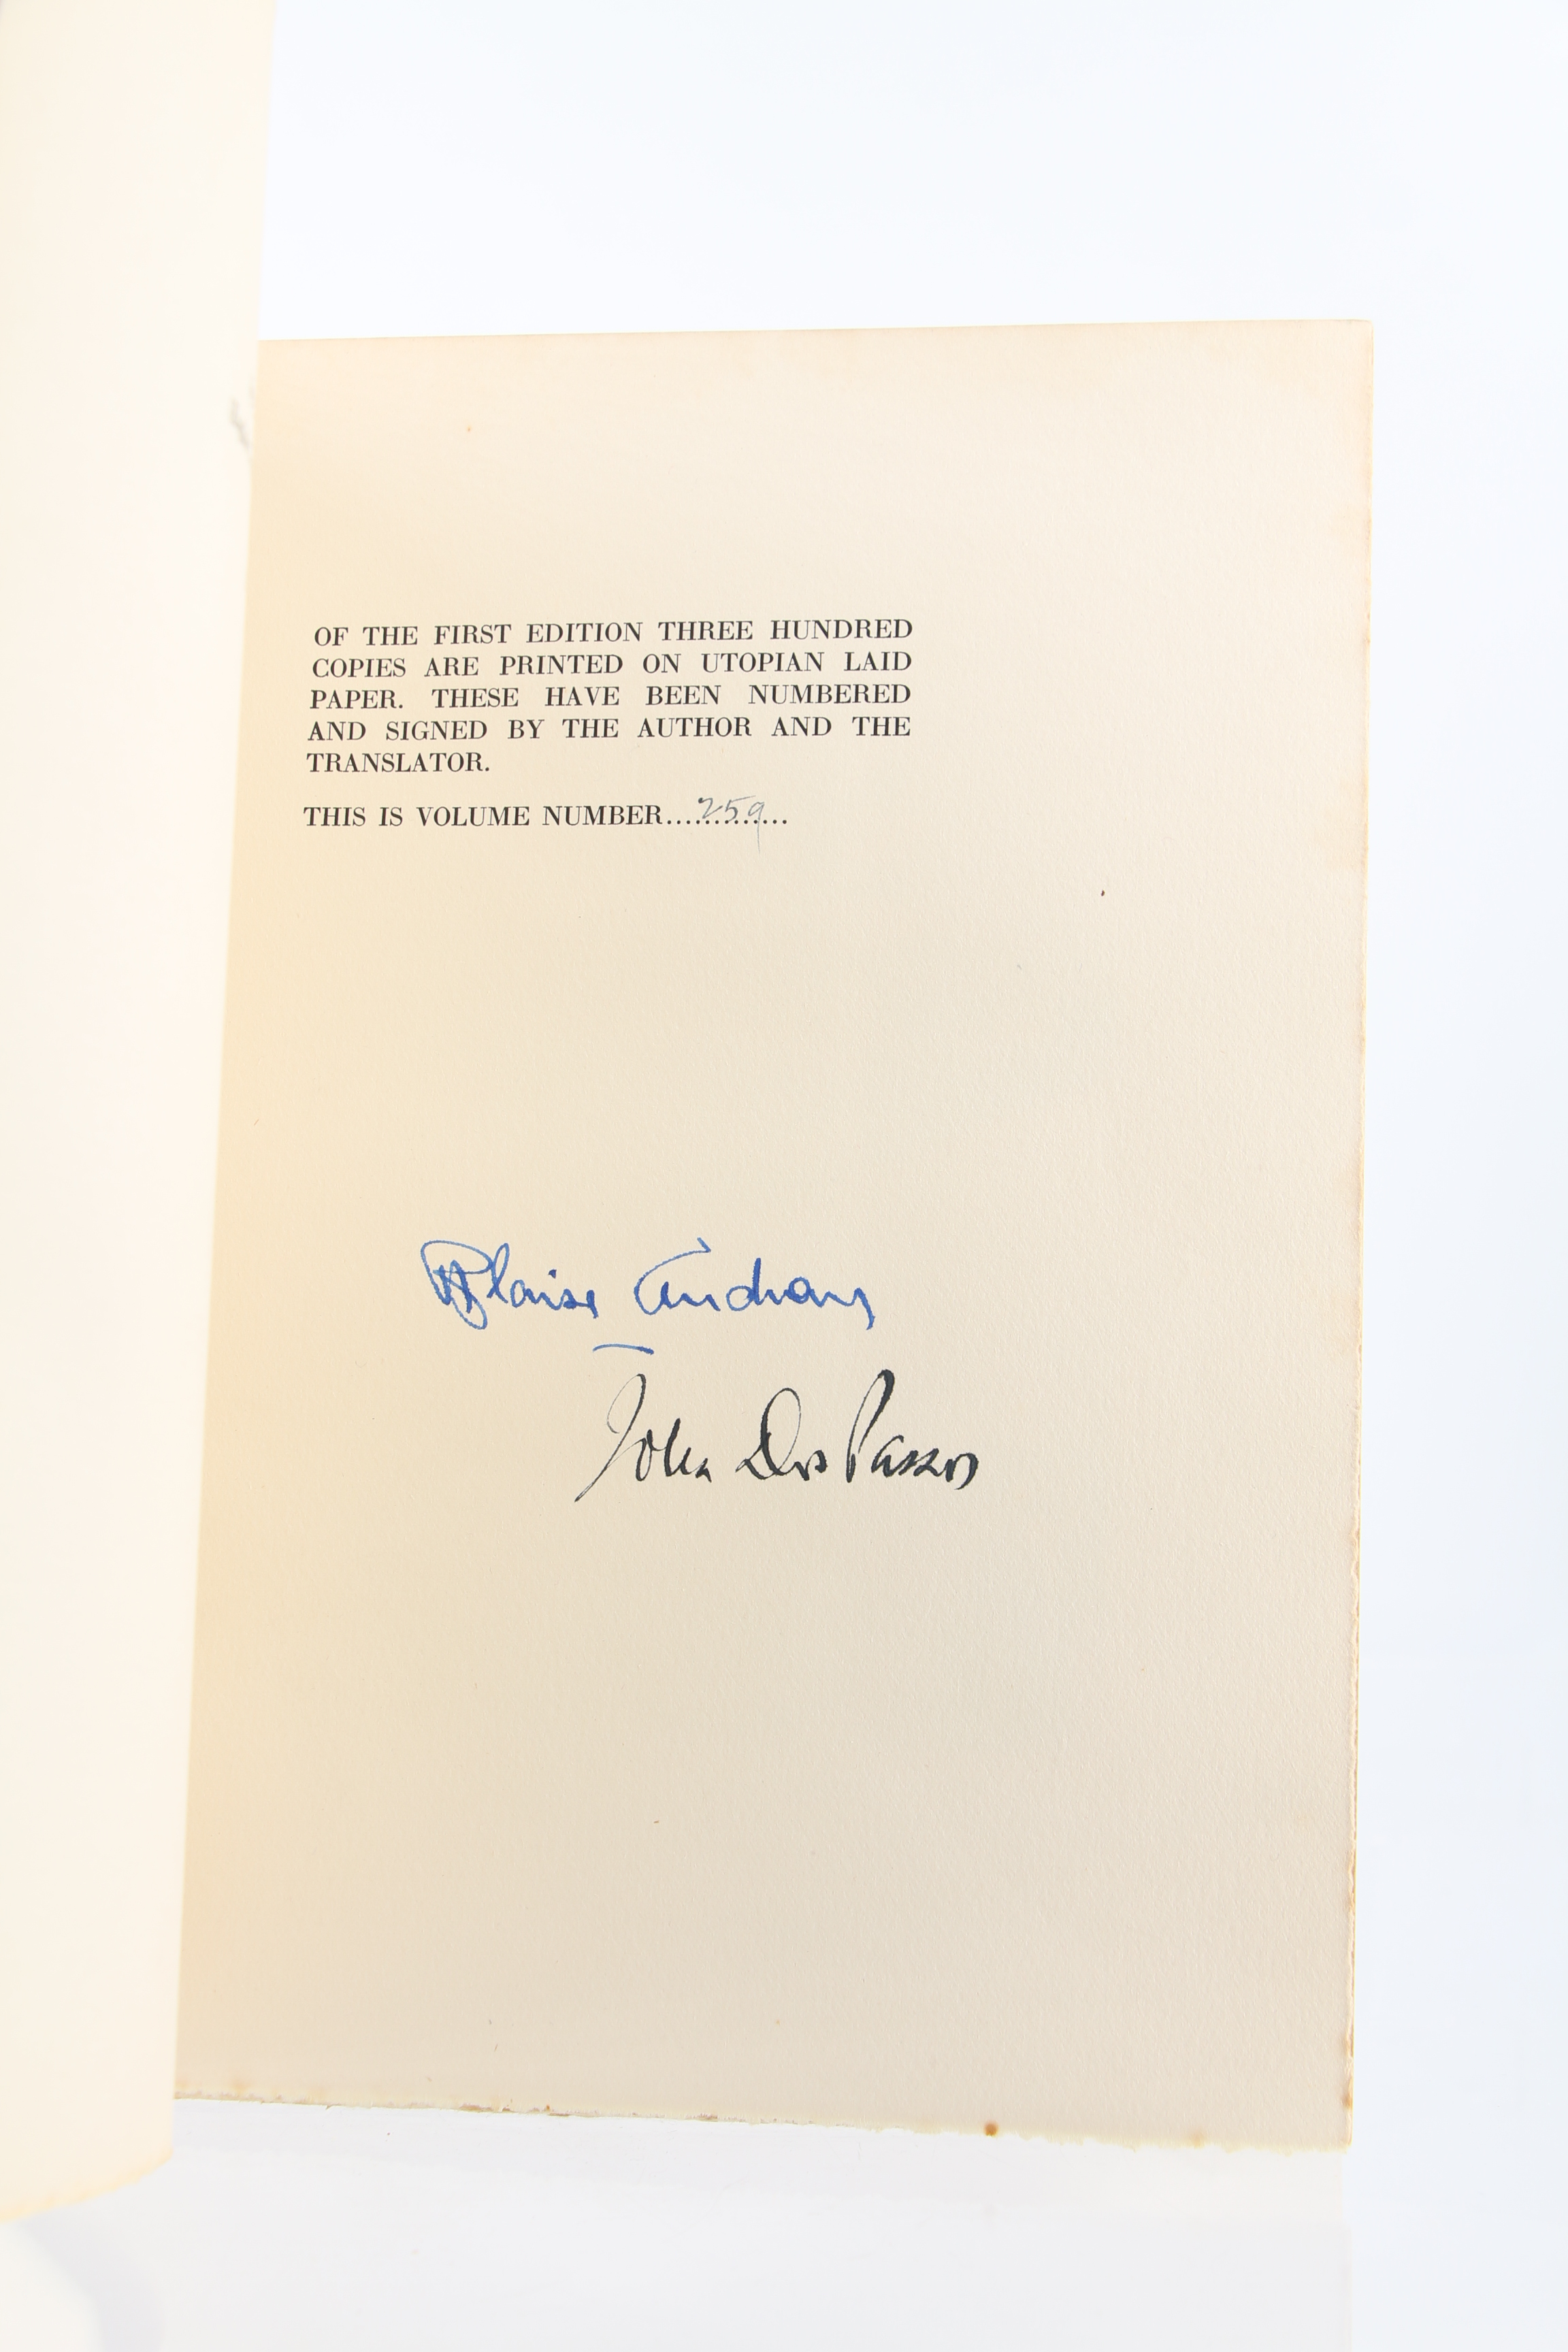 OF THE FIRST EDITION THREE HUNDRED
COPIES ARE PRINTED ON UTOPIAN LAID
PAPER. THESE HAVE BEEN NUMBERED
AND SIGNED BY THE AUTHOR AND THE
TRANSLATOR.
THIS IS VOLUME NUMBER....259....
Blaise Cendrars
John Dos Passos